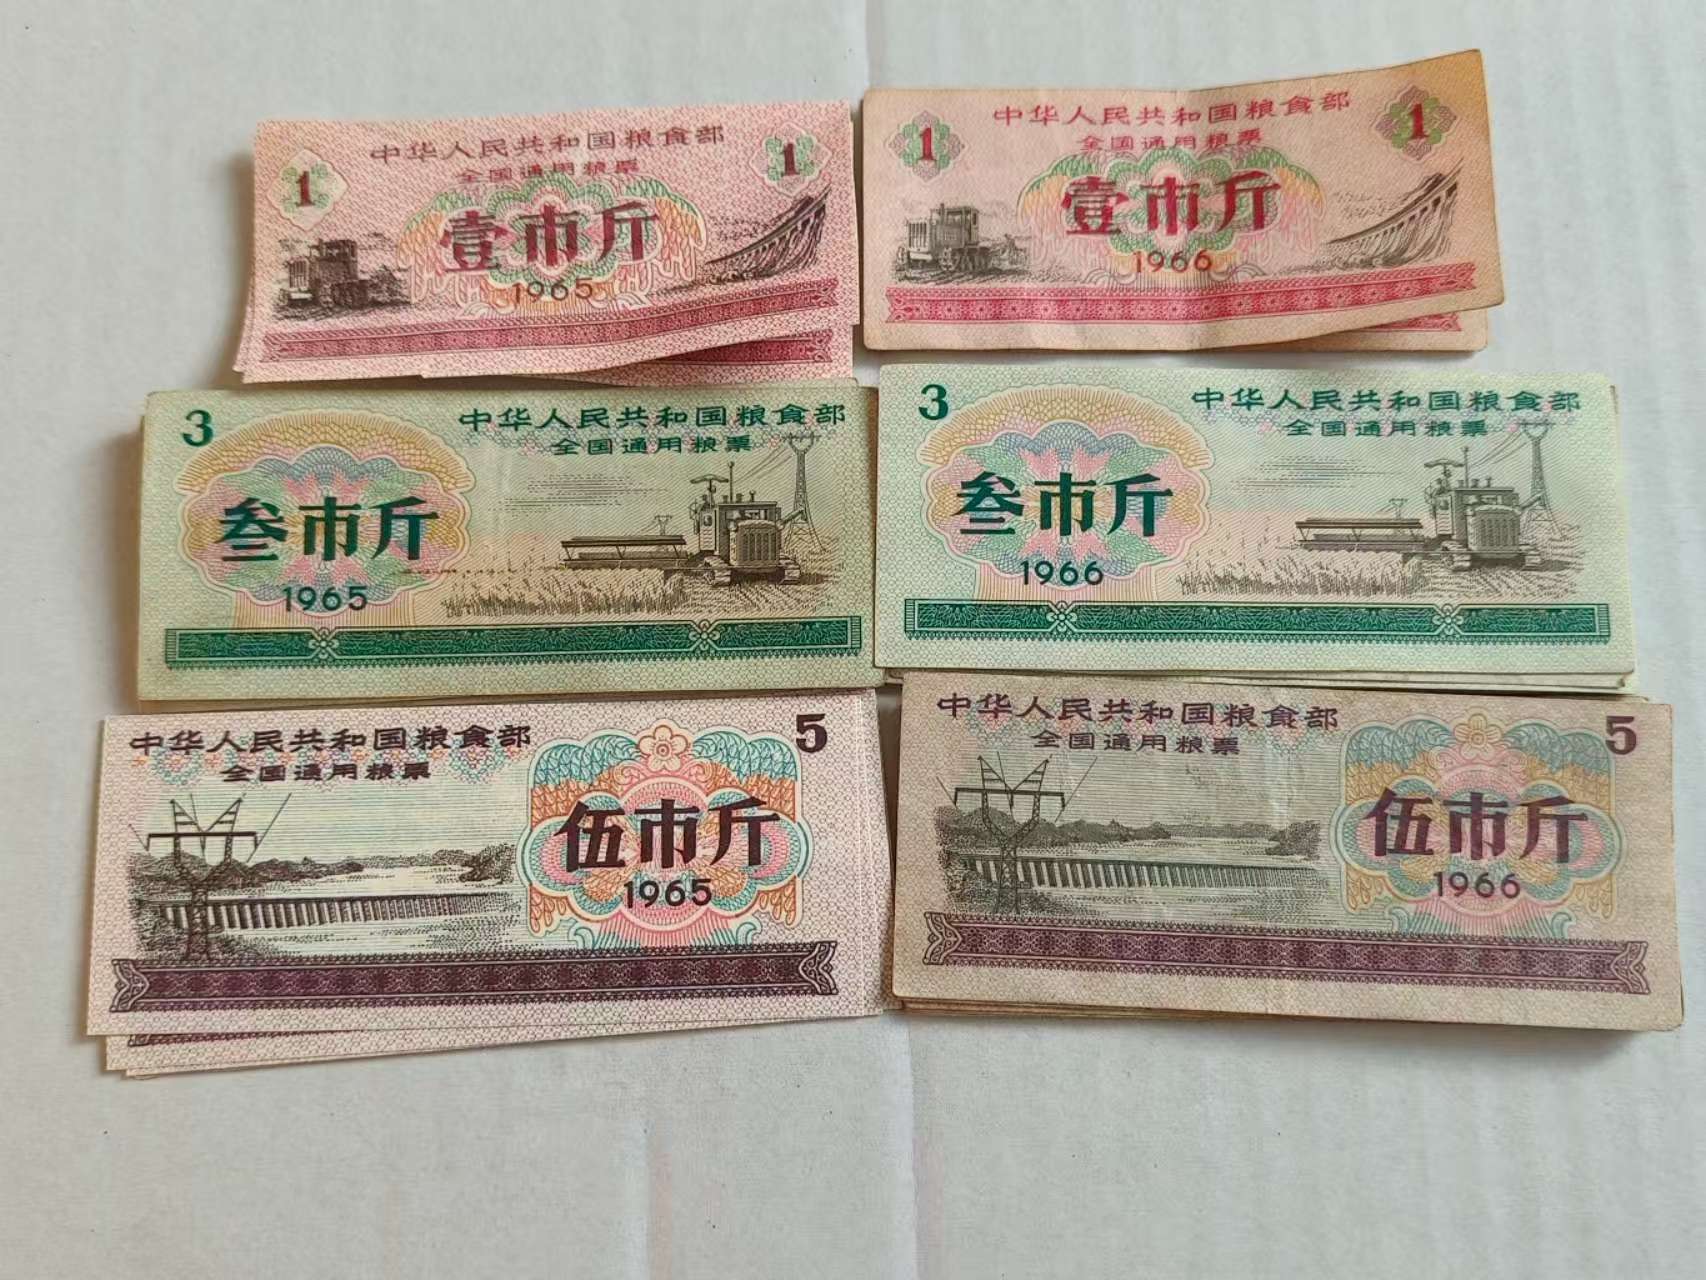 中华人民共和国粮食部
全国通用粮票
1
1
壹市斤
1965
中华人民共和国粮食部
全国通用粮票
1
1
壹市斤
1966
3
中华人民共和国粮食部
全国通用粮票
叁市斤
1965
3
中华人民共和国粮食部
全国通用粮票
叁市斤
1966
中华人民共和国粮食部
5
全国通用粮票
伍市斤
1965
中华人民共和国粮食部
5
全国通用粮票
伍市斤
1966